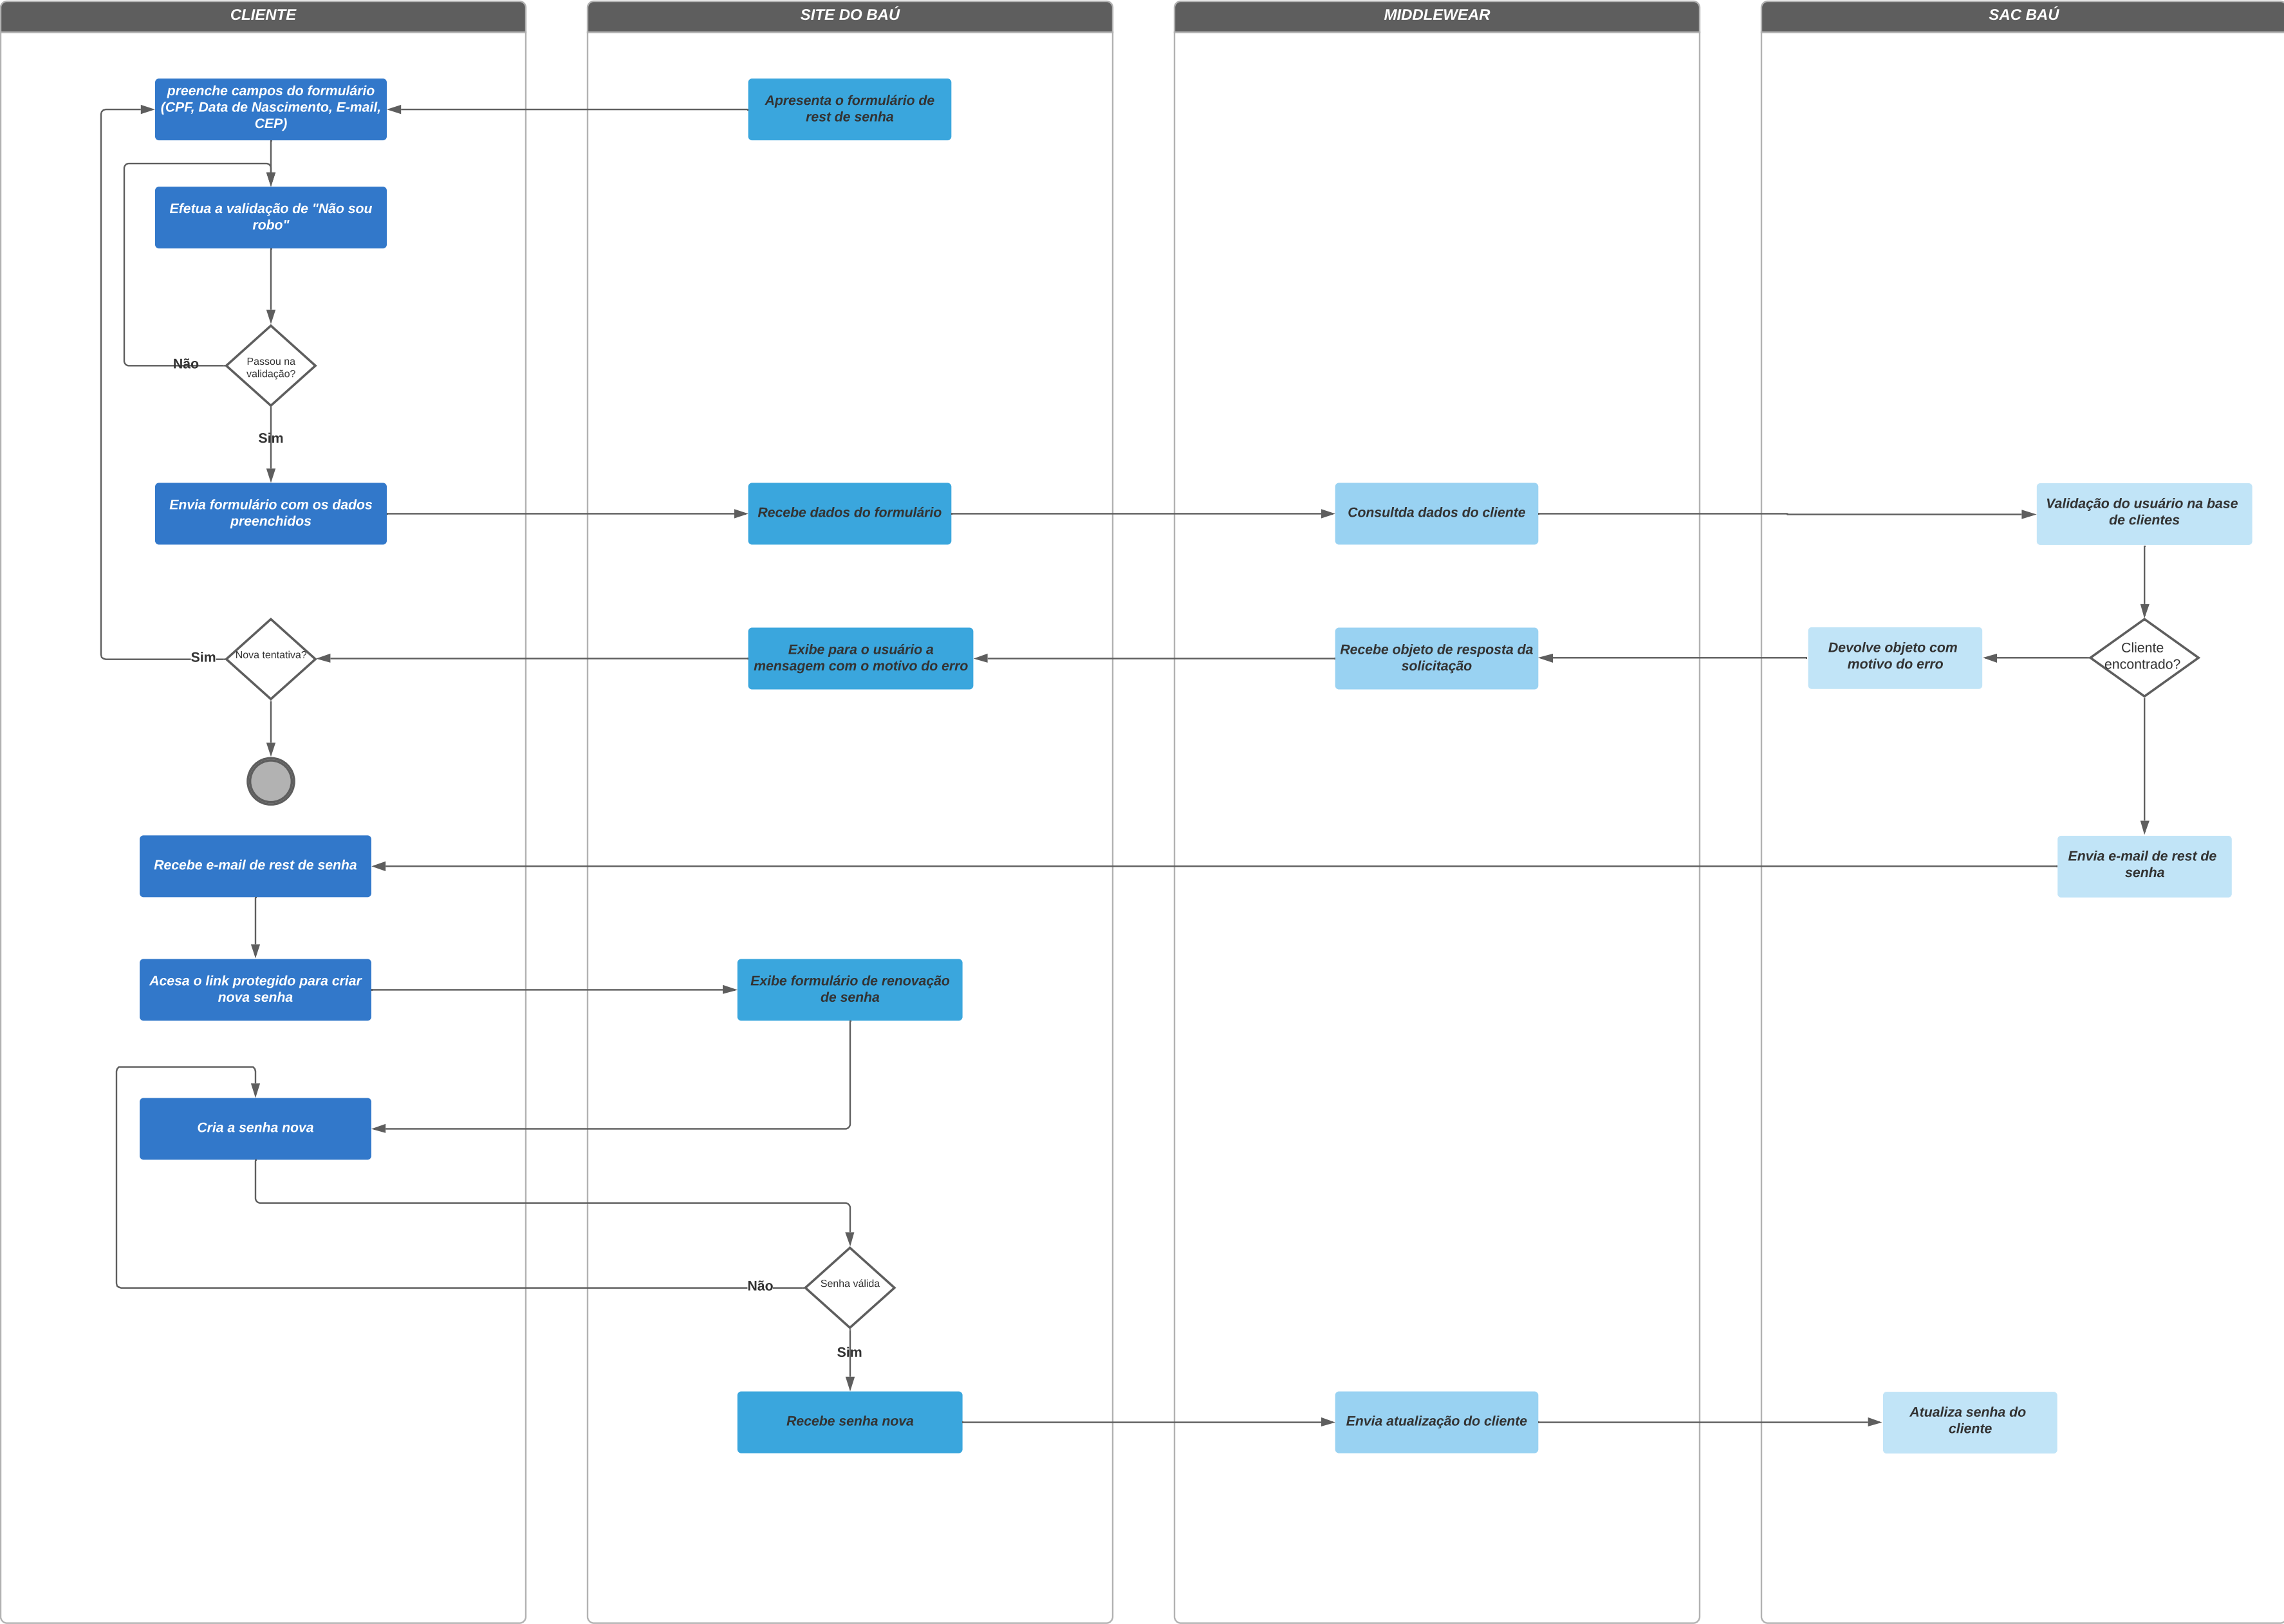 CLIENTE
SITE DO BAÚ
MIDDLEWEAR
SAC BAÚ
preenche campos do formulário
(CPF, Data de Nascimento, E-mail,
CEP)
Apresenta o formulário de
rest de senha
Efetua a validação de "Não sou
robo"
Passou na
validação?
Não
Sim
Envia formulário com os dados
preenchidos
Recebe dados do formulário
Consultda dados do cliente
Validação do usuário na base
de clientes
Sim
Nova tentativa?
Exibe para o usuário a
mensagem com o motivo do erro
Recebe objeto de resposta da
solicitação
Devolve objeto com
motivo do erro
Cliente
encontrado?
Recebe e-mail de rest de senha
Envia e-mail de rest de
senha
Acesa o link protegido para criar
nova senha
Exibe formulário de renovação
de senha
Cria a senha nova
Não
Senha válida
Sim
Recebe senha nova
Envia atualização do cliente
Atualiza senha do
cliente